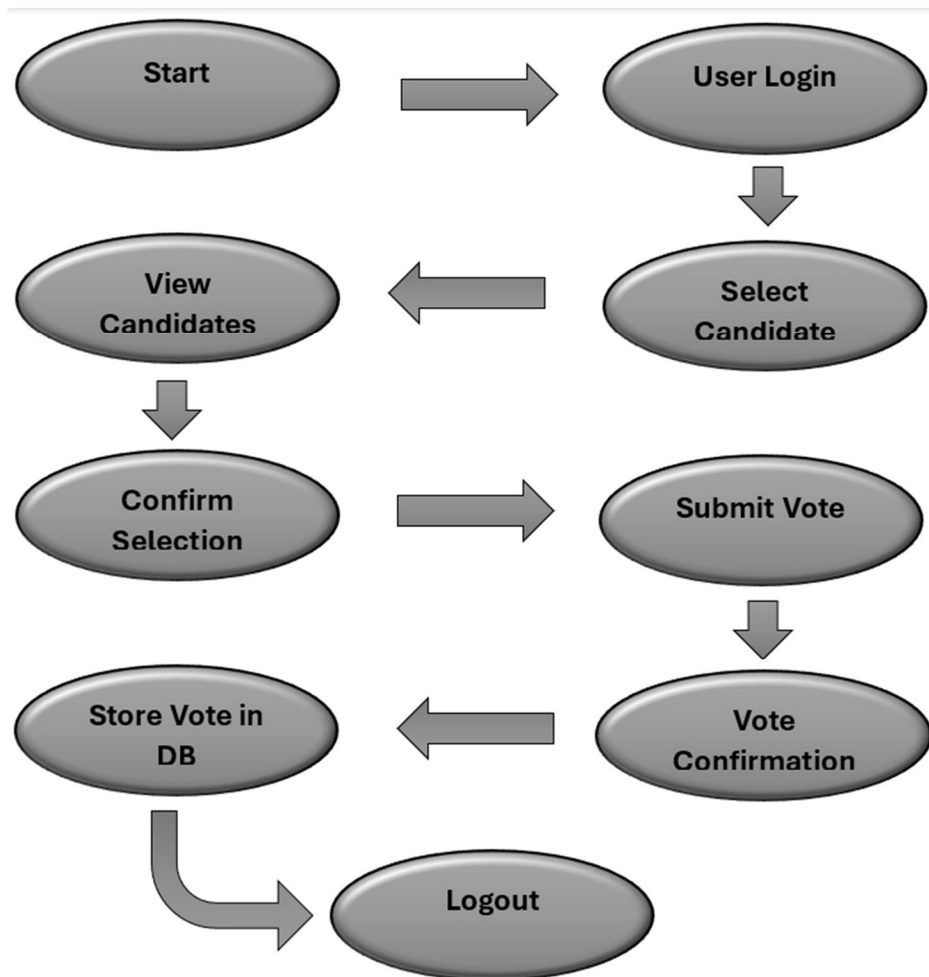 Start
User Login
View
Candidates
Select
Candidate
Confirm
Selection
Submit Vote
Store Vote in
DB
Vote
Confirmation
Logout